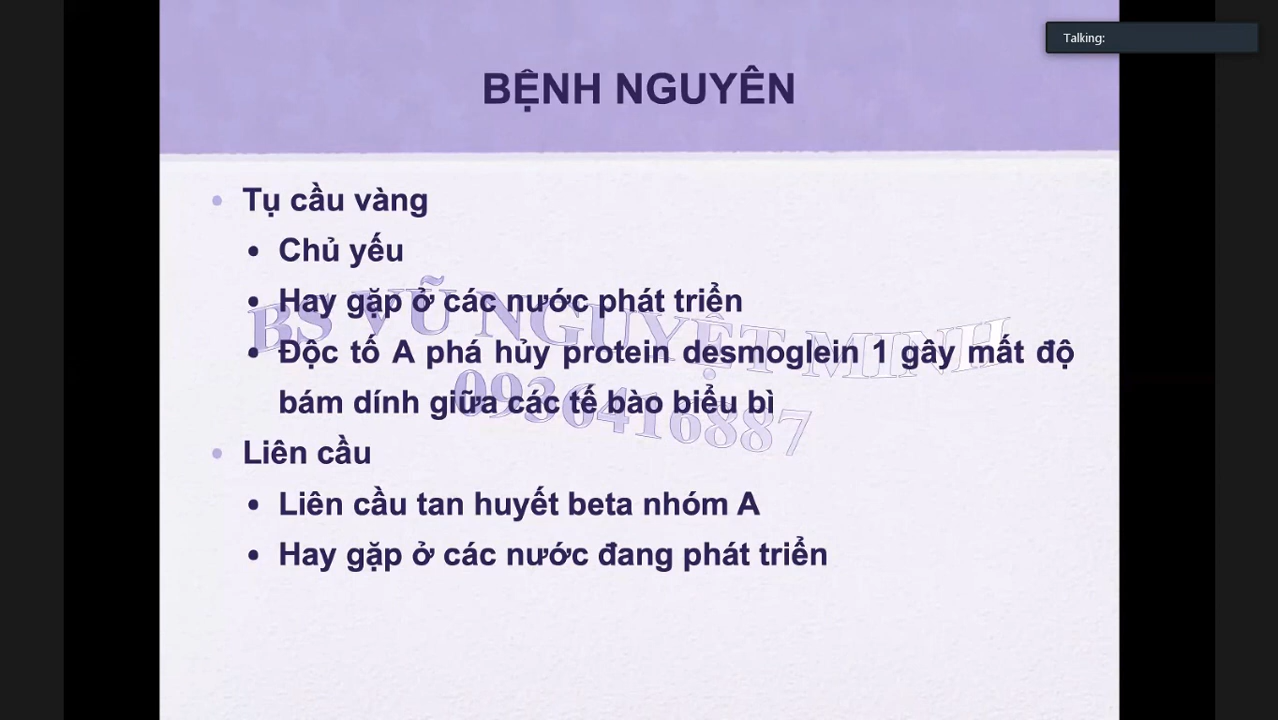 Talking:
BỆNH NGUYÊN
Tụ cầu vàng
Chủ yếu
Hay gặp ở các nước phát triển
BS VŨ NGUYỆT MINH
Độc tố A phá hủy protein desmoglein 1 gây mất độ
bám dính giữa các tế bào biểu bì
0936416887
Liên cầu
Liên cầu tan huyết beta nhóm A
Hay gặp ở các nước đang phát triển